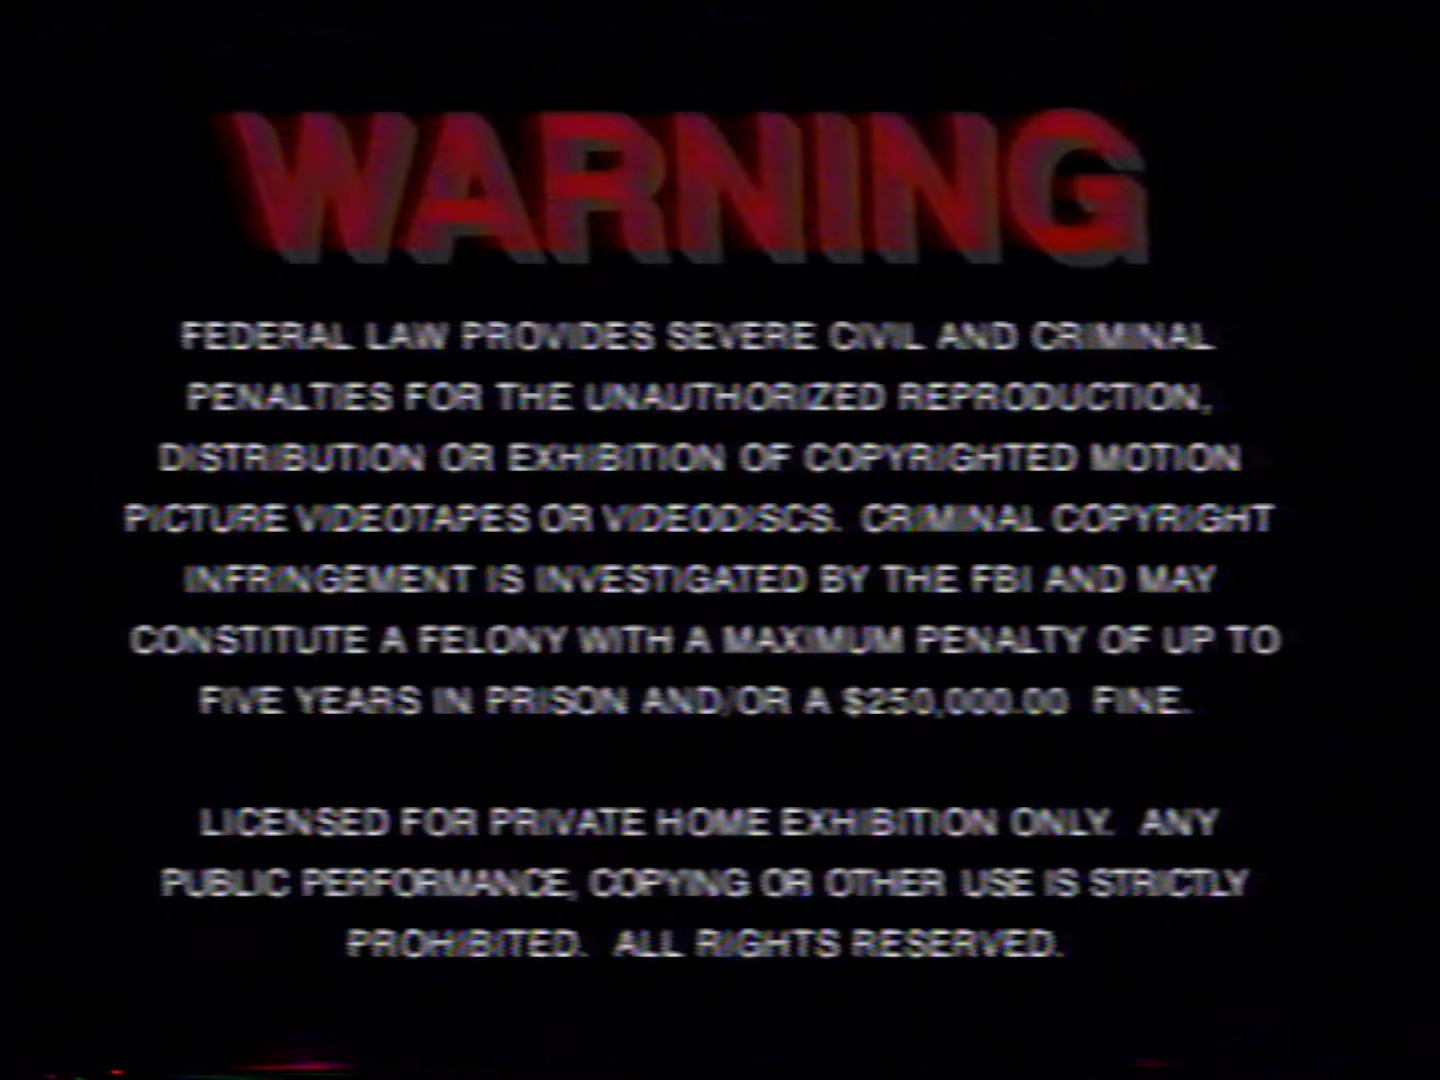 WARNING
FEDERAL LAW PROVIDES SEVERE CIVIL AND CRIMINAL
PENALTIES FOR THE UNAUTHORIZED REPRODUCTION,
DISTRIBUTION OR EXHIBITION OF COPYRIGHTED MOTION
PICTURE VIDEOTAPES OR VIDEODISCS. CRIMINAL COPYRIGHT
INFRINGEMENT IS INVESTIGATED BY THE FBI AND MAY
CONSTITUTE A FELONY WITH A MAXIMUM PENALTY OF UP TO
FIVE YEARS IN PRISON AND/OR A $250,000.00 FINE.
LICENSED FOR PRIVATE HOME EXHIBITION ONLY. ANY
PUBLIC PERFORMANCE, COPYING OR OTHER USE IS STRICTLY
PROHIBITED. ALL RIGHTS RESERVED.